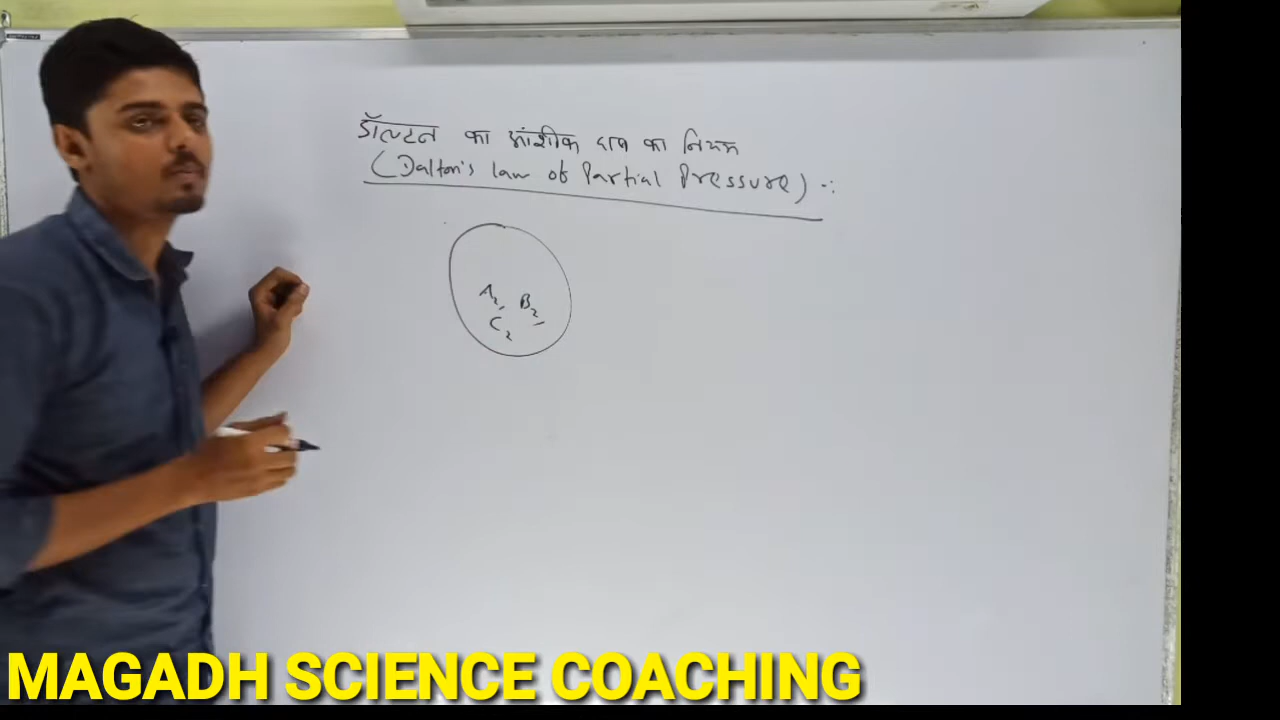 डॉल्टन का आंशीक दाब का नियम
(Dalton's law of Partial Pressure) :-
A₂ B₂
C₂
MAGADH SCIENCE COACHING